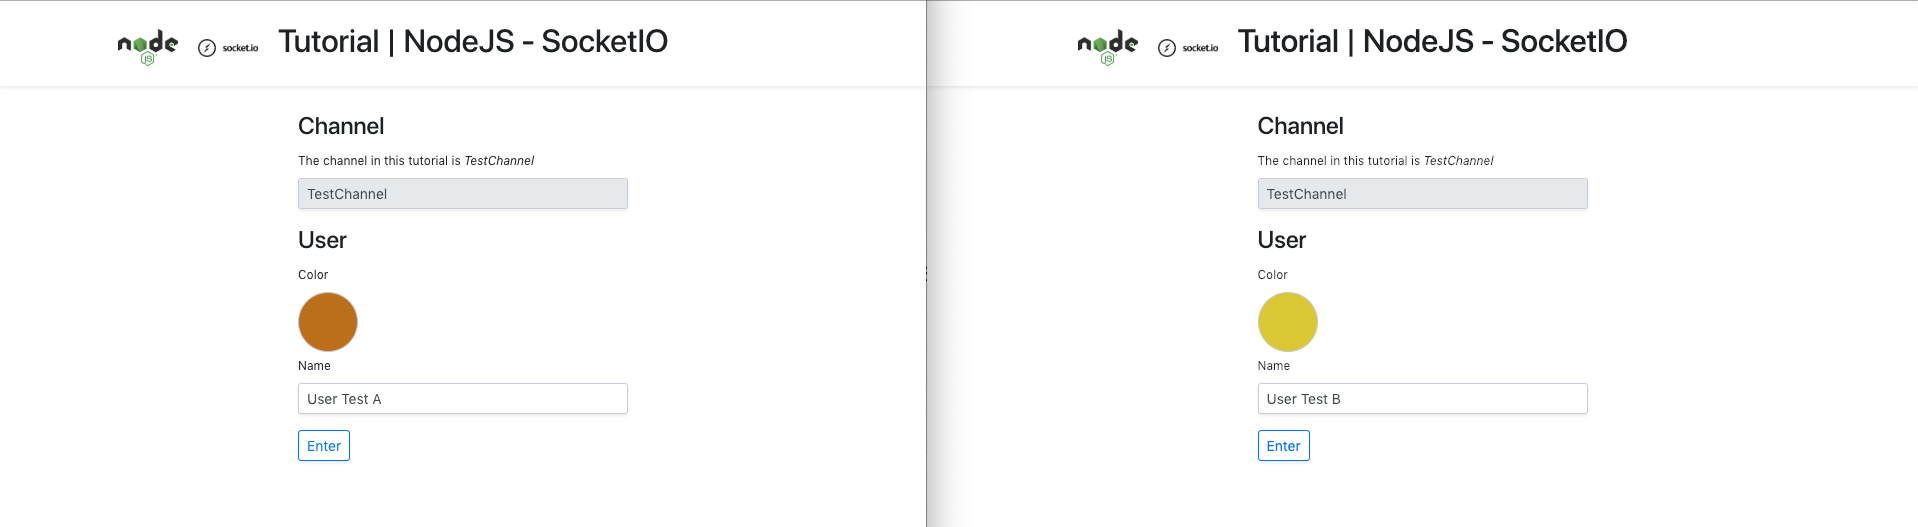 node
JS
socket.io
Tutorial | NodeJS - SocketIO
Channel
The channel in this tutorial is TestChannel
TestChannel
User
Color
Name
User Test A
Enter
node
JS
socket.io
Tutorial | NodeJS - SocketIO
Channel
The channel in this tutorial is TestChannel
TestChannel
User
Color
Name
User Test B
Enter